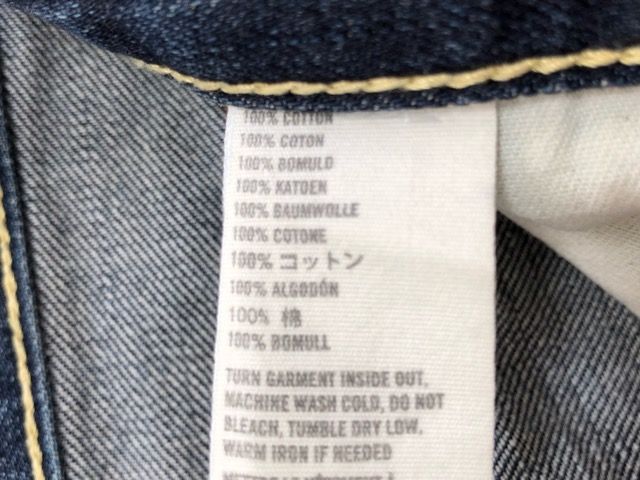 100% COTTON
100% COTON
100% BOMULD
100% KATOEN
100% BAUMWOLLE
100% COTONE
100% コットン
100% ALGODÓN
100% 棉
100% BOMULL
TURN GARMENT INSIDE OUT,
MACHINE WASH COLD, DO NOT
BLEACH, TUMBLE DRY LOW,
WARM IRON IF NEEDED